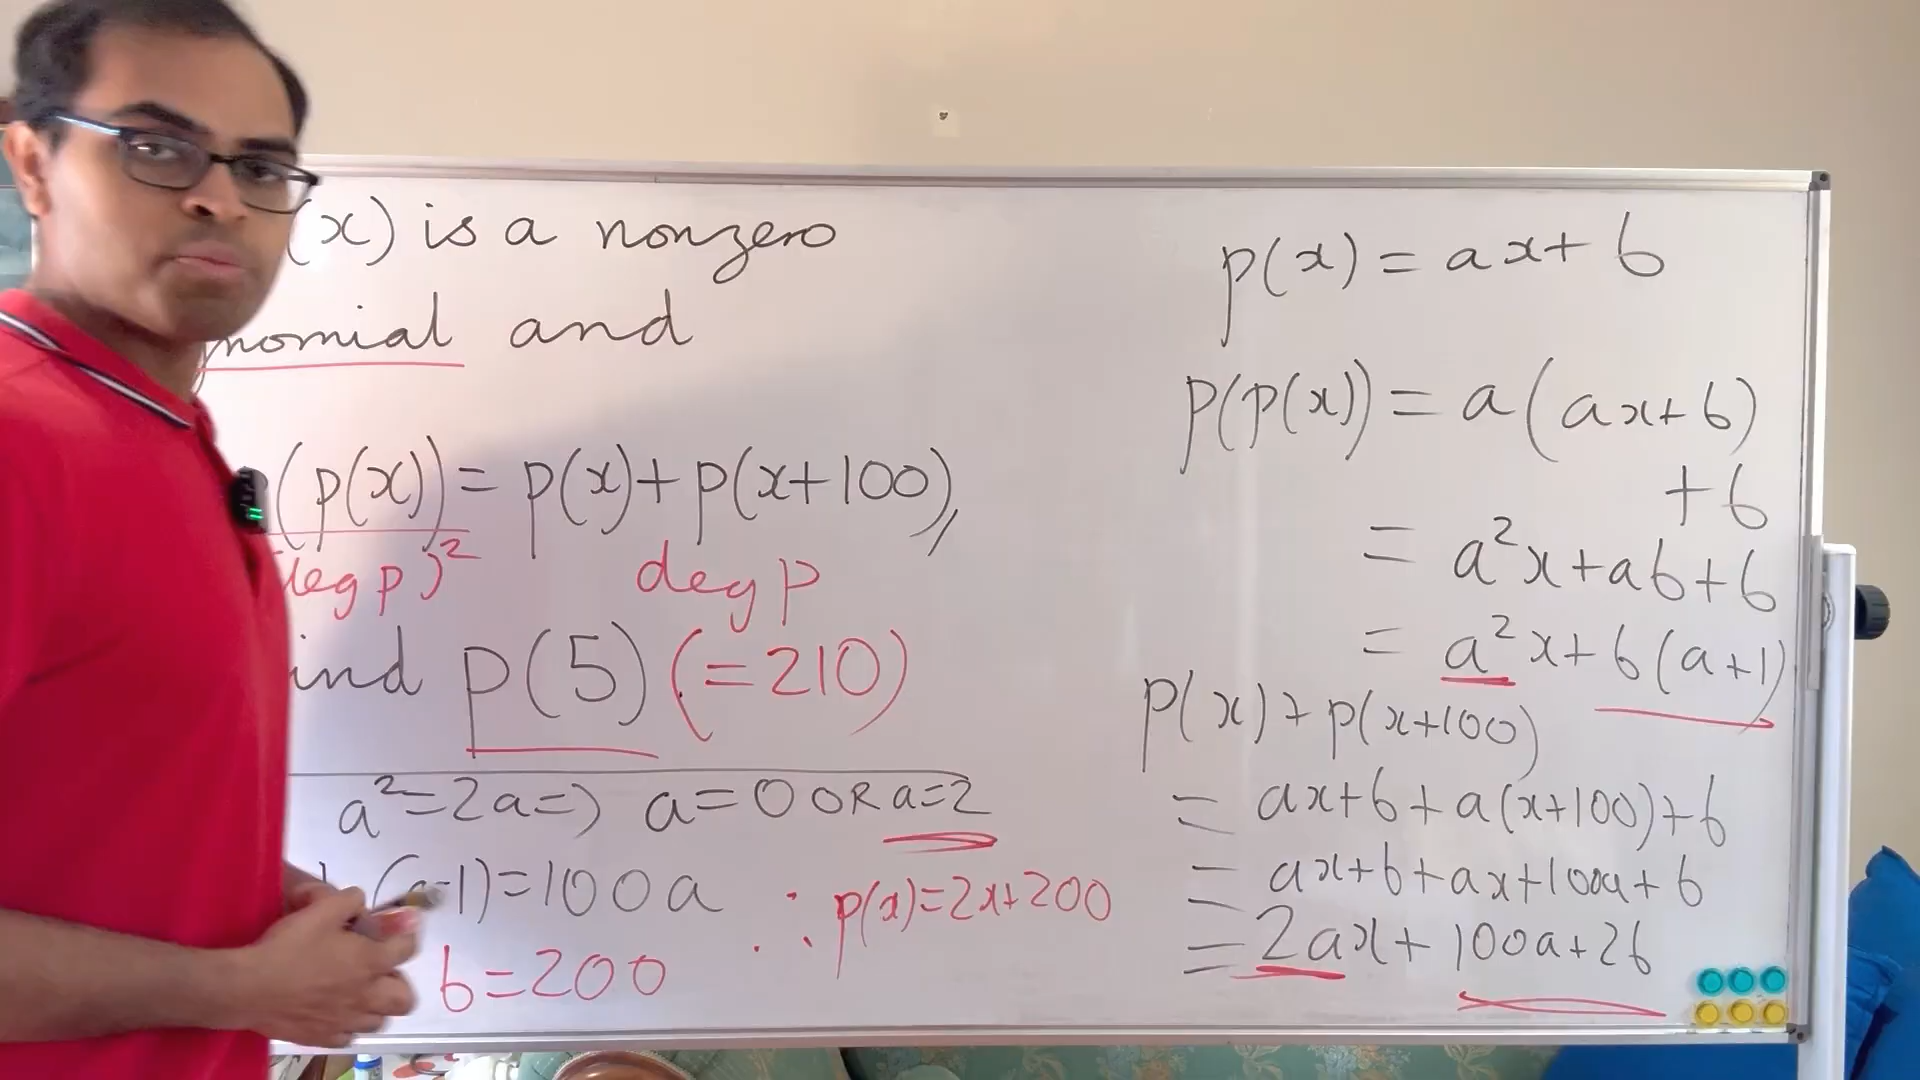 (x) is a nonzero
nomial and
(p(x)) = p(x) + p(x+100),
deg p)² deg p
ind p(5) (=210)
a² = 2a => a = 0 OR a = 2
-1) = 100a
b = 200
∴ p(x) = 2x+200
p(x) = ax + b
p(p(x)) = a(ax+b)
+ b
= a²x + ab + b
= a²x + b(a+1)
p(x) + p(x+100)
= ax + b + a(x+100) + b
= ax + b + ax + 100a + b
= 2ax + 100a + 2b